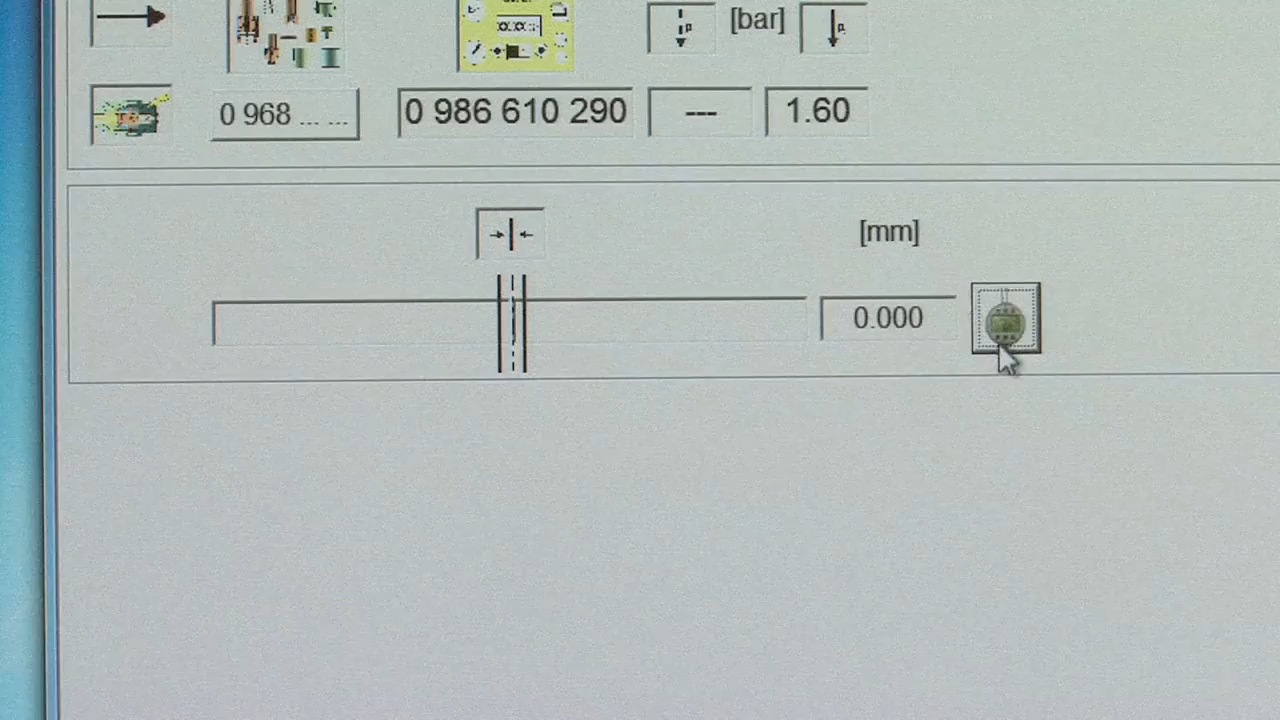 [bar]
p
p
0 968 ... ...
0 986 610 290
---
1.60
[mm]
0.000